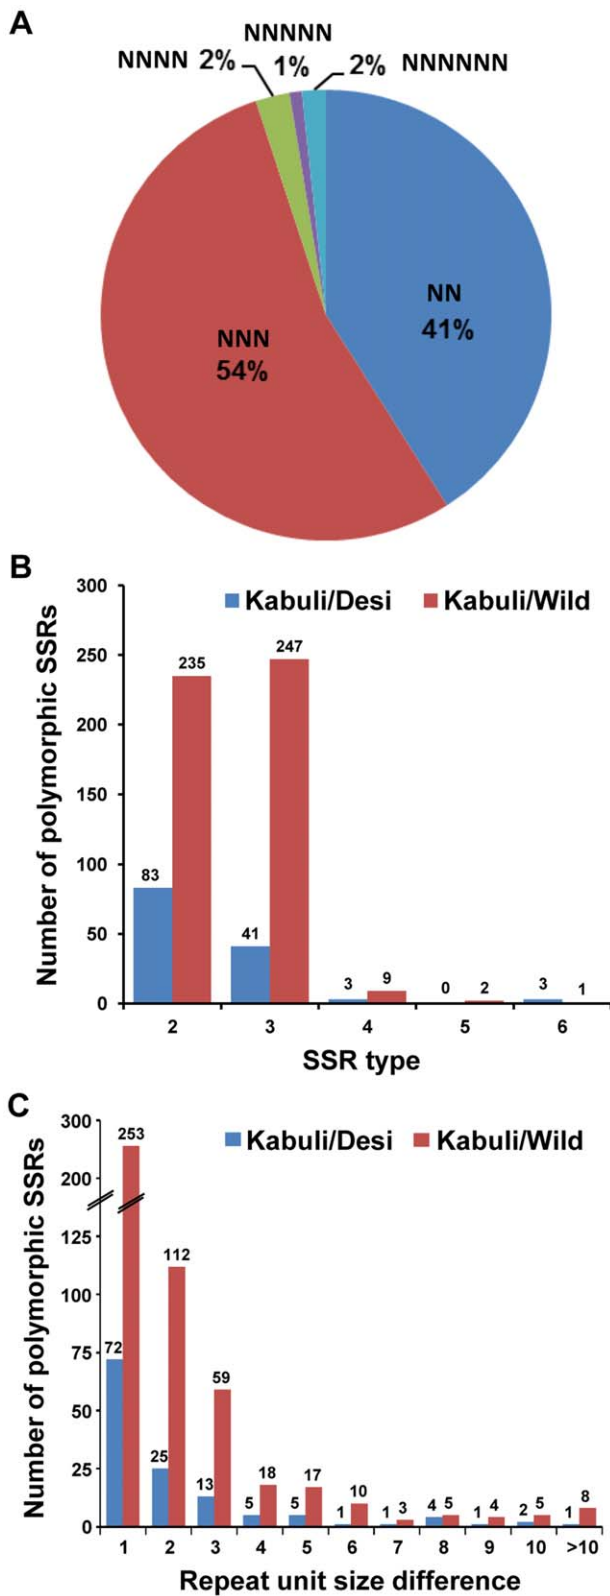 A
NNNNN
NNNN 2% 1% 2% NNNNNN
NN
41%
NNN
54%
B
Number of polymorphic SSRs
Kabuli/Desi Kabuli/Wild
300
250
200
150
100
50
0
83 235 41 247 3 9 0 2 3 1
2 3 4 5 6
SSR type
C
Number of polymorphic SSRs
Kabuli/Desi Kabuli/Wild
300
200
125
100
75
50
25
0
72 253 25 112 13 59 5 18 5 17 1 10 1 3 4 5 1 4 2 5 1 8
1 2 3 4 5 6 7 8 9 10 >10
Repeat unit size difference